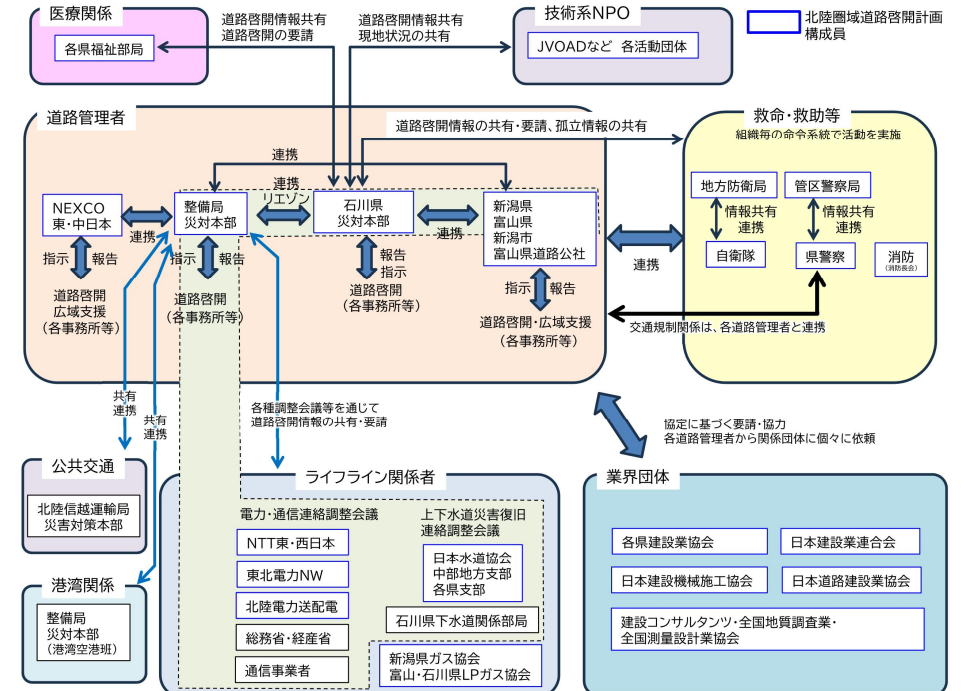 医療関係
各県福祉部局
道路啓開情報共有
道路啓開の要請
道路啓開情報共有
現地状況の共有
技術系NPO
JVOADなど 各活動団体
北陸圏域道路啓開計画
構成員
道路管理者
道路啓開情報の共有・要請、孤立情報の共有
連携
連携
リエゾン
NEXCO
東・中日本
連携
整備局
災対本部
石川県
災対本部
連携
新潟県
富山県
新潟市
富山県道路公社
指示
報告
道路啓開
広域支援
(各事務所等)
指示
報告
道路啓開
(各事務所等)
報告
指示
道路啓開
(各事務所等)
指示
報告
道路啓開・広域支援
(各事務所等)
連携
救命・救助等
組織毎の命令系統で活動を実施
地方防衛局
管区警察局
情報共有
連携
情報共有
連携
自衛隊
県警察
消防
(消防長会)
交通規制関係は、各道路管理者と連携
共有
連携
共有
連携
各種調整会議等を通じて
道路啓開情報の共有・要請
協定に基づく要請・協力
各道路管理者から関係団体に個々に依頼
公共交通
北陸信越運輸局
災害対策本部
港湾関係
整備局
災対本部
(港湾空港班)
ライフライン関係者
電力・通信連絡調整会議
NTT東・西日本
東北電力NW
北陸電力送配電
総務省・経産省
通信事業者
上下水道災害復旧
連絡調整会議
日本水道協会
中部地方支部
各県支部
石川県下水道関係部局
新潟県ガス協会
富山・石川県LPガス協会
業界団体
各県建設業協会
日本建設業連合会
日本建設機械施工協会
日本道路建設業協会
建設コンサルタンツ・全国地質調査業・
全国測量設計業協会